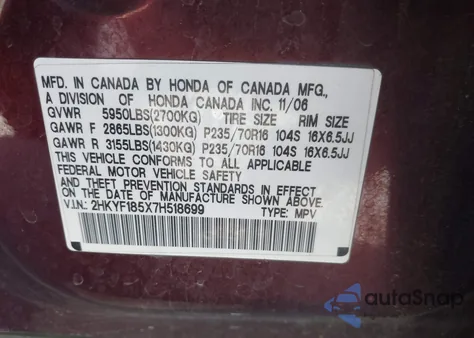 MFD. IN CANADA BY HONDA OF CANADA MFG.,
A DIVISION OF HONDA CANADA INC. 11/06
GVWR 5950LBS(2700KG) TIRE SIZE RIM SIZE
GAWR F 2865LBS(1300KG) P235/70R16 104S 16X6.5JJ
GAWR R 3155LBS(1430KG) P235/70R16 104S 16X6.5JJ
THIS VEHICLE CONFORMS TO ALL APPLICABLE
FEDERAL MOTOR VEHICLE SAFETY
STANDARDS IN EFFECT ON THE
DATE OF MANUFACTURE SHOWN ABOVE.
V.I.N.: 2HKYF185X7H518699 TYPE: MPV
autoSnap